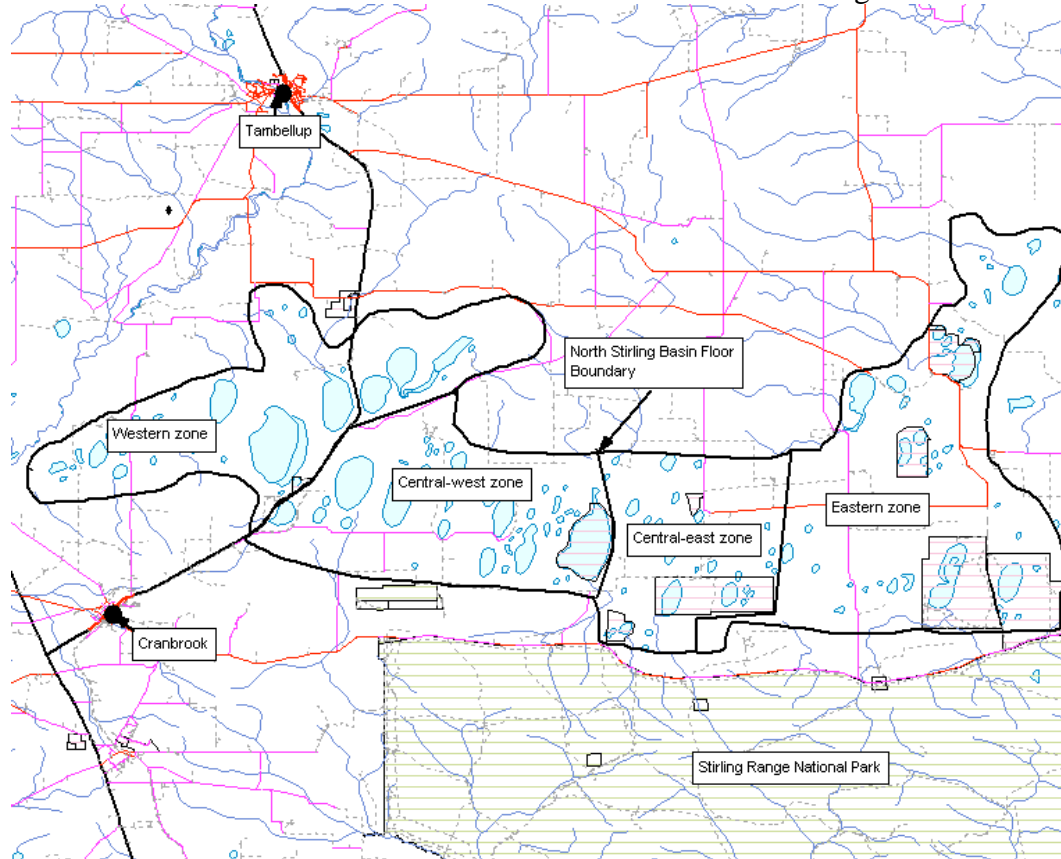 Tambellup
North Stirling Basin Floor
Boundary
Western zone
Central-west zone
Eastern zone
Central-east zone
Cranbrook
Stirling Range National Park